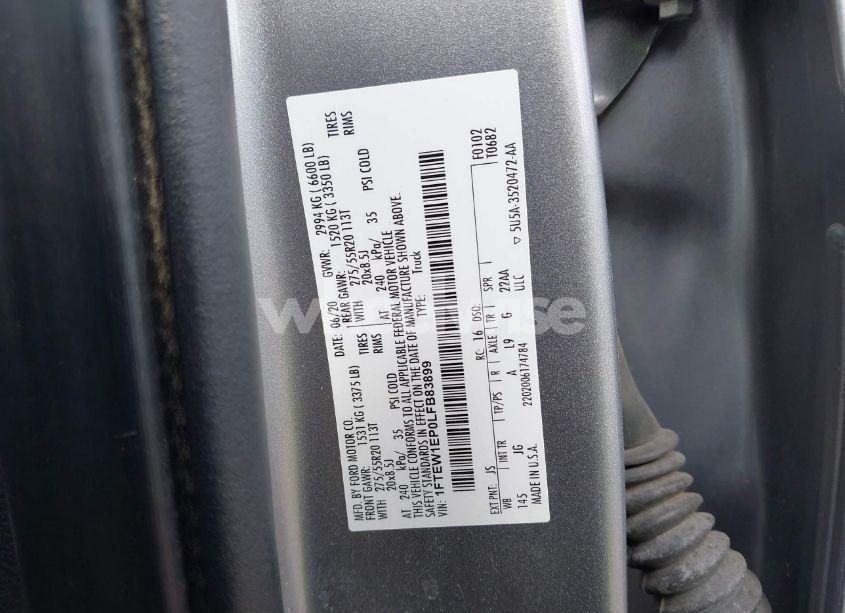 MFD. BY FORD MOTOR CO.
DATE: 06/20 GVWR: 2994 KG ( 6600 LB)
FRONT GAWR: 1531 KG ( 3375 LB) REAR GAWR: 1520 KG ( 3350 LB)
WITH 275/55R20 113T TIRES WITH 275/55R20 113T TIRES
20x8.5J RIMS 20x8.5J RIMS
AT 240 kPa/ 35 PSI COLD AT 240 kPa/ 35 PSI COLD
THIS VEHICLE CONFORMS TO ALL APPLICABLE FEDERAL MOTOR VEHICLE
SAFETY STANDARDS IN EFFECT ON THE DATE OF MANUFACTURE SHOWN ABOVE.
VIN: 1FTEW1EP0LFB83899 TYPE: Truck
F0102
T0682
EXT PNT: JS RC: 16 DSO:
WB INT TR TP/PS R AXLE TR SPR
145 JG A L9 G 22AA
MADE IN U.S.A. 2202006174784 ULC
▽ 5U5A-3520472-AA